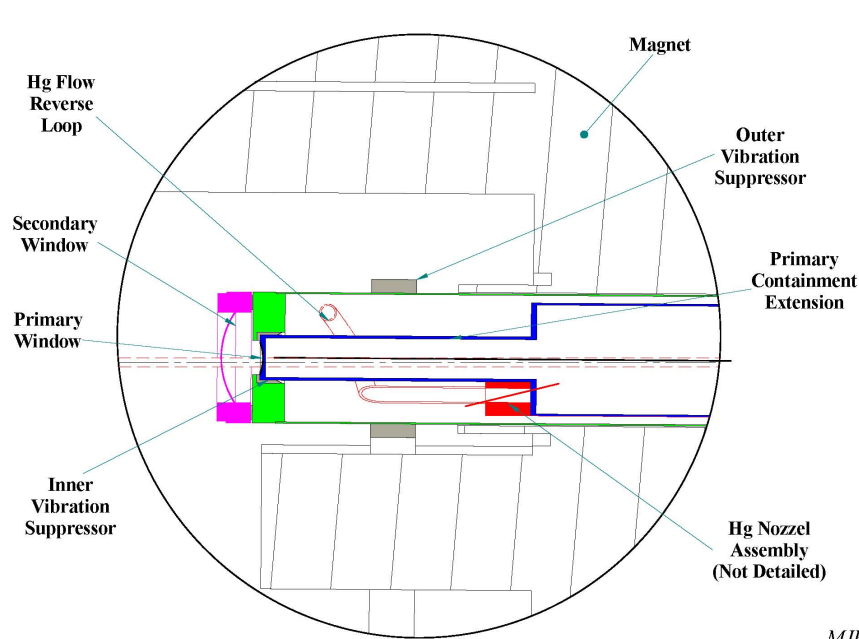 Magnet
Hg Flow
Reverse
Loop
Outer
Vibration
Suppressor
Secondary
Window
Primary
Containment
Extension
Primary
Window
Inner
Vibration
Suppressor
Hg Nozzel
Assembly
(Not Detailed)